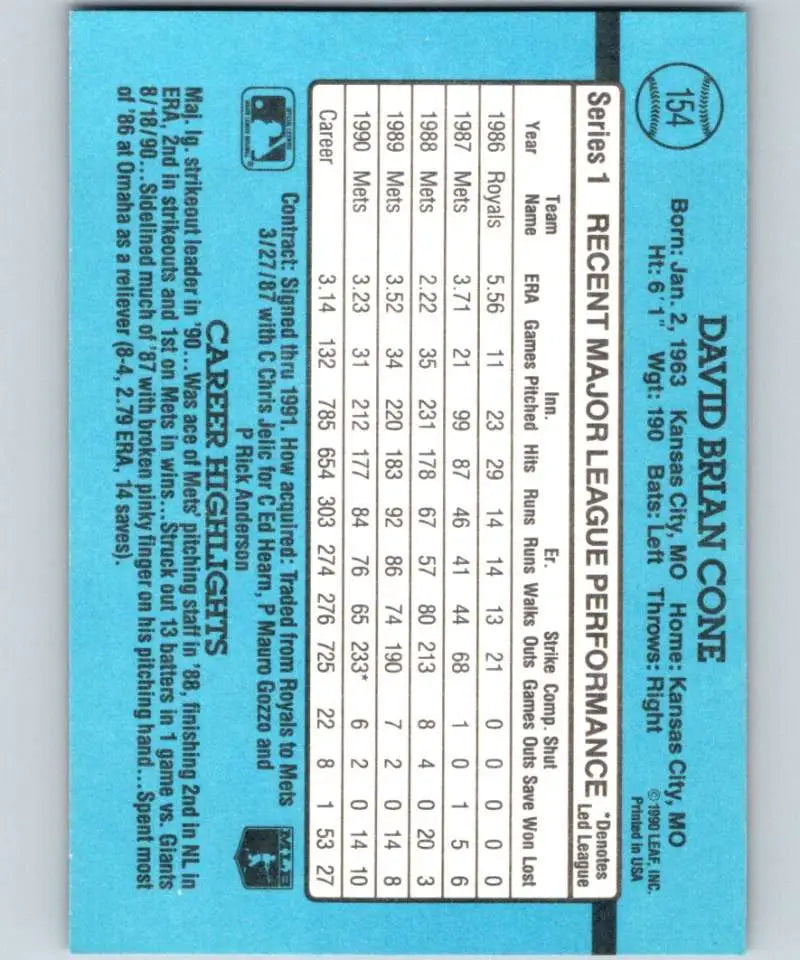 154
DAVID BRIAN CONE
Born: Jan. 2, 1963 Kansas City, MO Home: Kansas City, MO
Ht: 6'1" Wgt: 190 Bats: Left Throws: Right
© 1990 LEAF, INC.
Printed in USA
Series 1 RECENT MAJOR LEAGUE PERFORMANCE *Denotes Led League
Year Team Name ERA Games Inn. Pitched Hits Runs Er. Runs Walks Strike Outs Comp. Games Shut Outs Save Won Lost
1986 Royals 5.56 11 23 29 14 14 13 21 0 0 0 0 0
1987 Mets 3.71 21 99 87 46 41 44 68 1 0 1 5 6
1988 Mets 2.22 35 231 178 67 57 80 213 8 4 0 20 3
1989 Mets 3.52 34 220 183 92 86 74 190 7 2 0 14 8
1990 Mets 3.23 31 212 177 84 76 65 233* 6 2 0 14 10
Career 3.14 132 785 654 303 274 276 725 22 8 1 53 27
Contract: Signed thru 1991. How acquired: Traded from Royals to Mets
3/27/87 with C Chris Jelic for C Ed Hearn, P Mauro Gozzo and
P Rick Anderson
MLB
CAREER HIGHLIGHTS
Maj. lg. strikeout leader in '90...Was ace of Mets' pitching staff in '88, finishing 2nd in NL in
ERA, 2nd in strikeouts and 1st on Mets in wins...Struck out 13 batters in 1 game vs. Giants
8/18/90...Sidelined much of '87 with broken pinky finger on his pitching hand...Spent most
of '86 at Omaha as a reliever (8-4, 2.79 ERA, 14 saves).